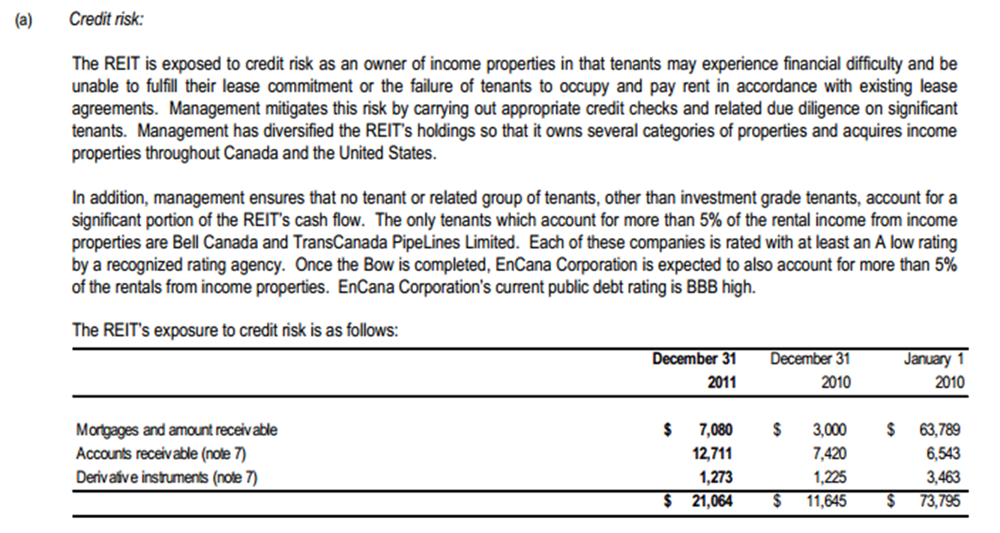 (a) Credit risk:
The REIT is exposed to credit risk as an owner of income properties in that tenants may experience financial difficulty and be
unable to fulfill their lease commitment or the failure of tenants to occupy and pay rent in accordance with existing lease
agreements. Management mitigates this risk by carrying out appropriate credit checks and related due diligence on significant
tenants. Management has diversified the REIT's holdings so that it owns several categories of properties and acquires income
properties throughout Canada and the United States.
In addition, management ensures that no tenant or related group of tenants, other than investment grade tenants, account for a
significant portion of the REIT's cash flow. The only tenants which account for more than 5% of the rental income from income
properties are Bell Canada and TransCanada PipeLines Limited. Each of these companies is rated with at least an A low rating
by a recognized rating agency. Once the Bow is completed, EnCana Corporation is expected to also account for more than 5%
of the rentals from income properties. EnCana Corporation's current public debt rating is BBB high.
The REIT's exposure to credit risk is as follows:
December 31 December 31 January 1
2011 2010 2010
Mortgages and amount receivable $ 7,080 $ 3,000 $ 63,789
Accounts receivable (note 7) 12,711 7,420 6,543
Derivative instruments (note 7) 1,273 1,225 3,463
$ 21,064 $ 11,645 $ 73,795